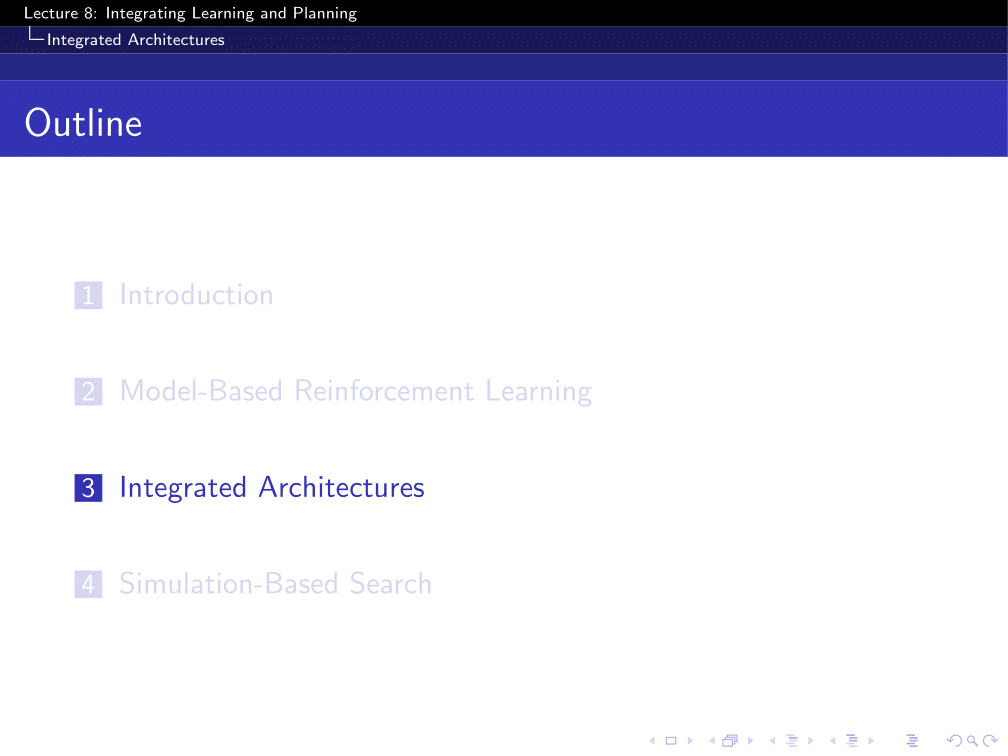 Lecture 8: Integrating Learning and Planning
Integrated Architectures
Outline
1 Introduction
2 Model-Based Reinforcement Learning
3 Integrated Architectures
4 Simulation-Based Search